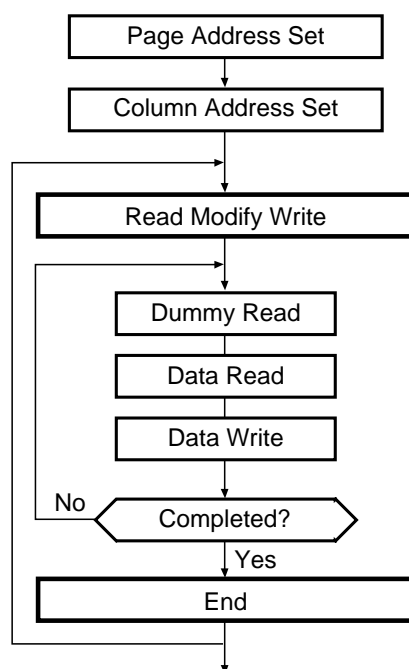 Page Address Set
Column Address Set
Read Modify Write
Dummy Read
Data Read
Data Write
No
Completed?
Yes
End